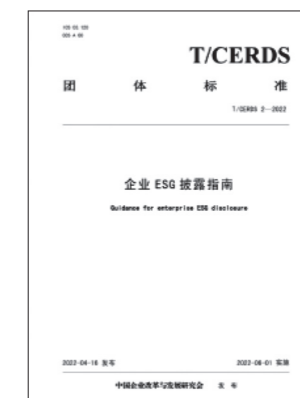 T/CERDS
团 体 标 准
T/CERDS 2—2022
企业 ESG 披露指南
Guidance for enterprise ESG disclosure
2022-04-16 发布
2022-06-01 实施
中国企业改革与发展研究会 发 布